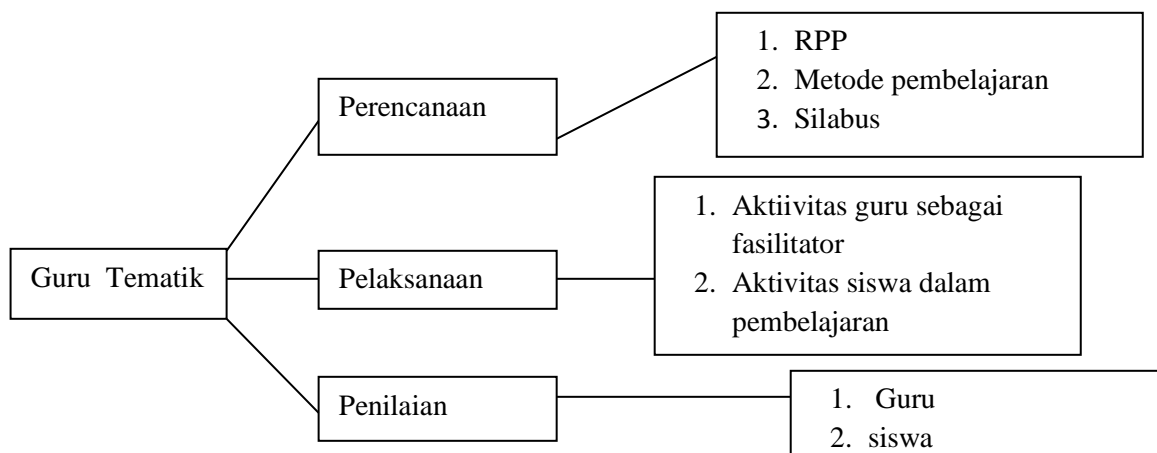 Guru Tematik
Perencanaan
1. RPP
2. Metode pembelajaran
3. Silabus
Pelaksanaan
1. Aktiivitas guru sebagai
fasilitator
2. Aktivitas siswa dalam
pembelajaran
Penilaian
1. Guru
2. siswa